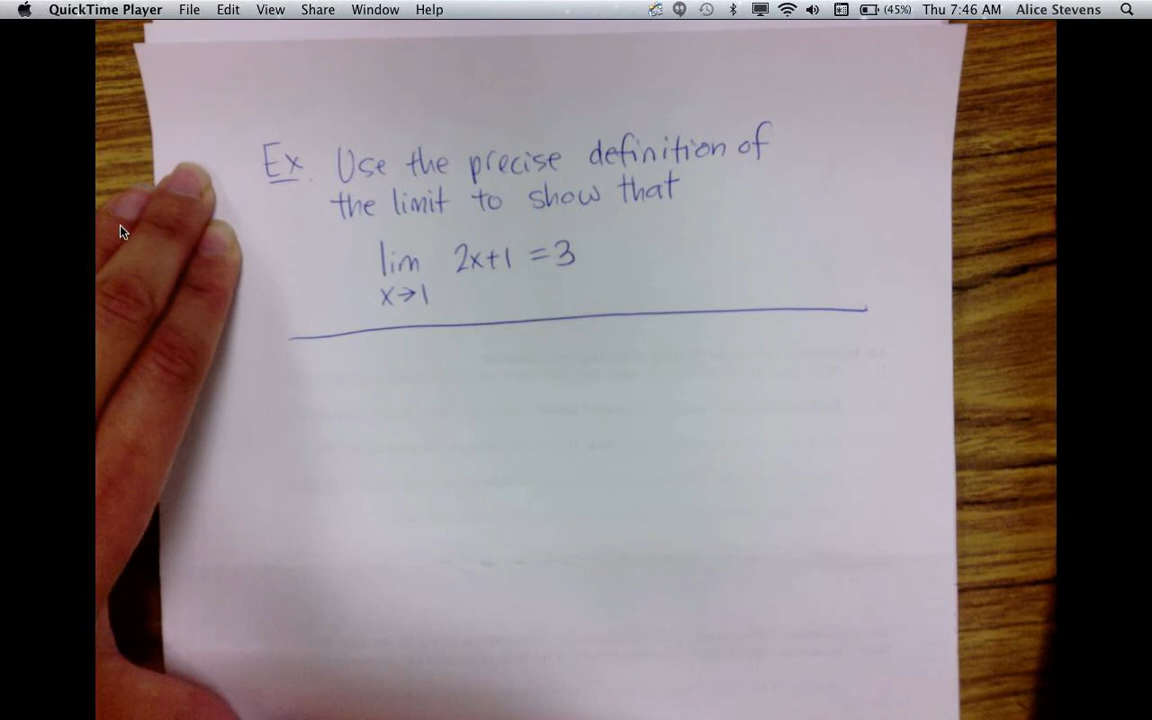 QuickTime Player File Edit View Share Window Help (45%) Thu 7:46 AM Alice Stevens
Ex. Use the precise definition of
the limit to show that
lim 2x+1 = 3
x→1